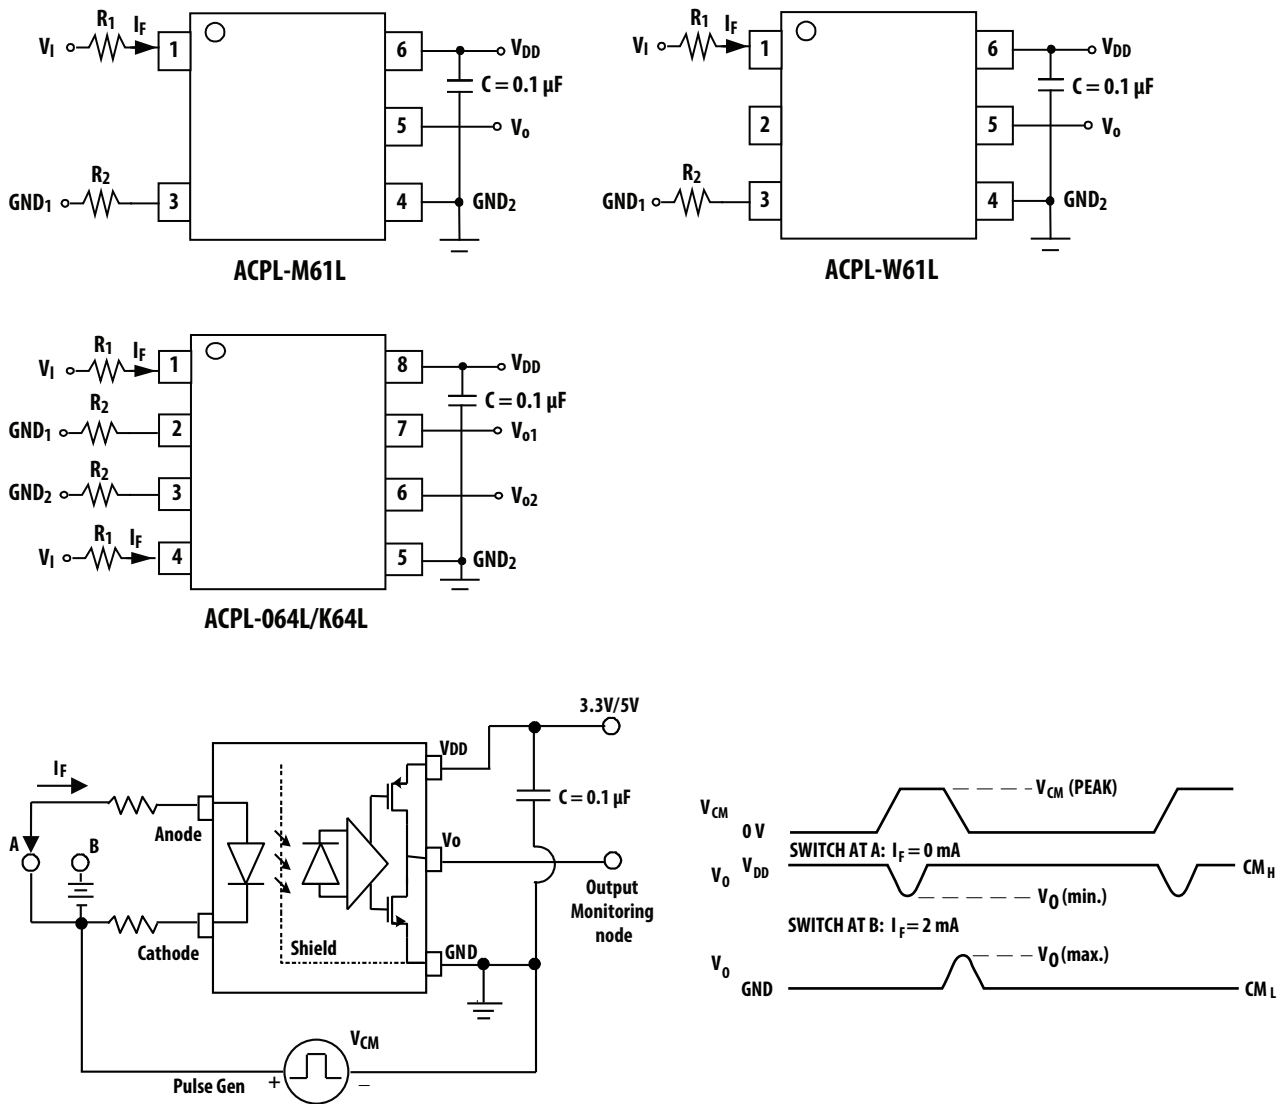 R1 IF
VI
1
6
VDD
C = 0.1 µF
5
Vo
R2
GND1
3
4
GND2
ACPL-M61L
R1 IF
VI
1
6
VDD
C = 0.1 µF
2
5
Vo
R2
GND1
3
4
GND2
ACPL-W61L
R1 IF
VI
1
8
VDD
C = 0.1 µF
R2
GND1
2
7
Vo1
R2
GND2
3
6
Vo2
R1 IF
VI
4
5
GND2
ACPL-064L/K64L
3.3V/5V
VDD
IF
C = 0.1 µF
Anode
A
B
Vo
Output
Monitoring
node
Cathode
Shield
GND
VCM
Pulse Gen
+
–
VCM (PEAK)
VCM
0 V
SWITCH AT A: IF = 0 mA
VO VDD
CMH
VO (min.)
SWITCH AT B: IF = 2 mA
VO (max.)
VO
GND
CML